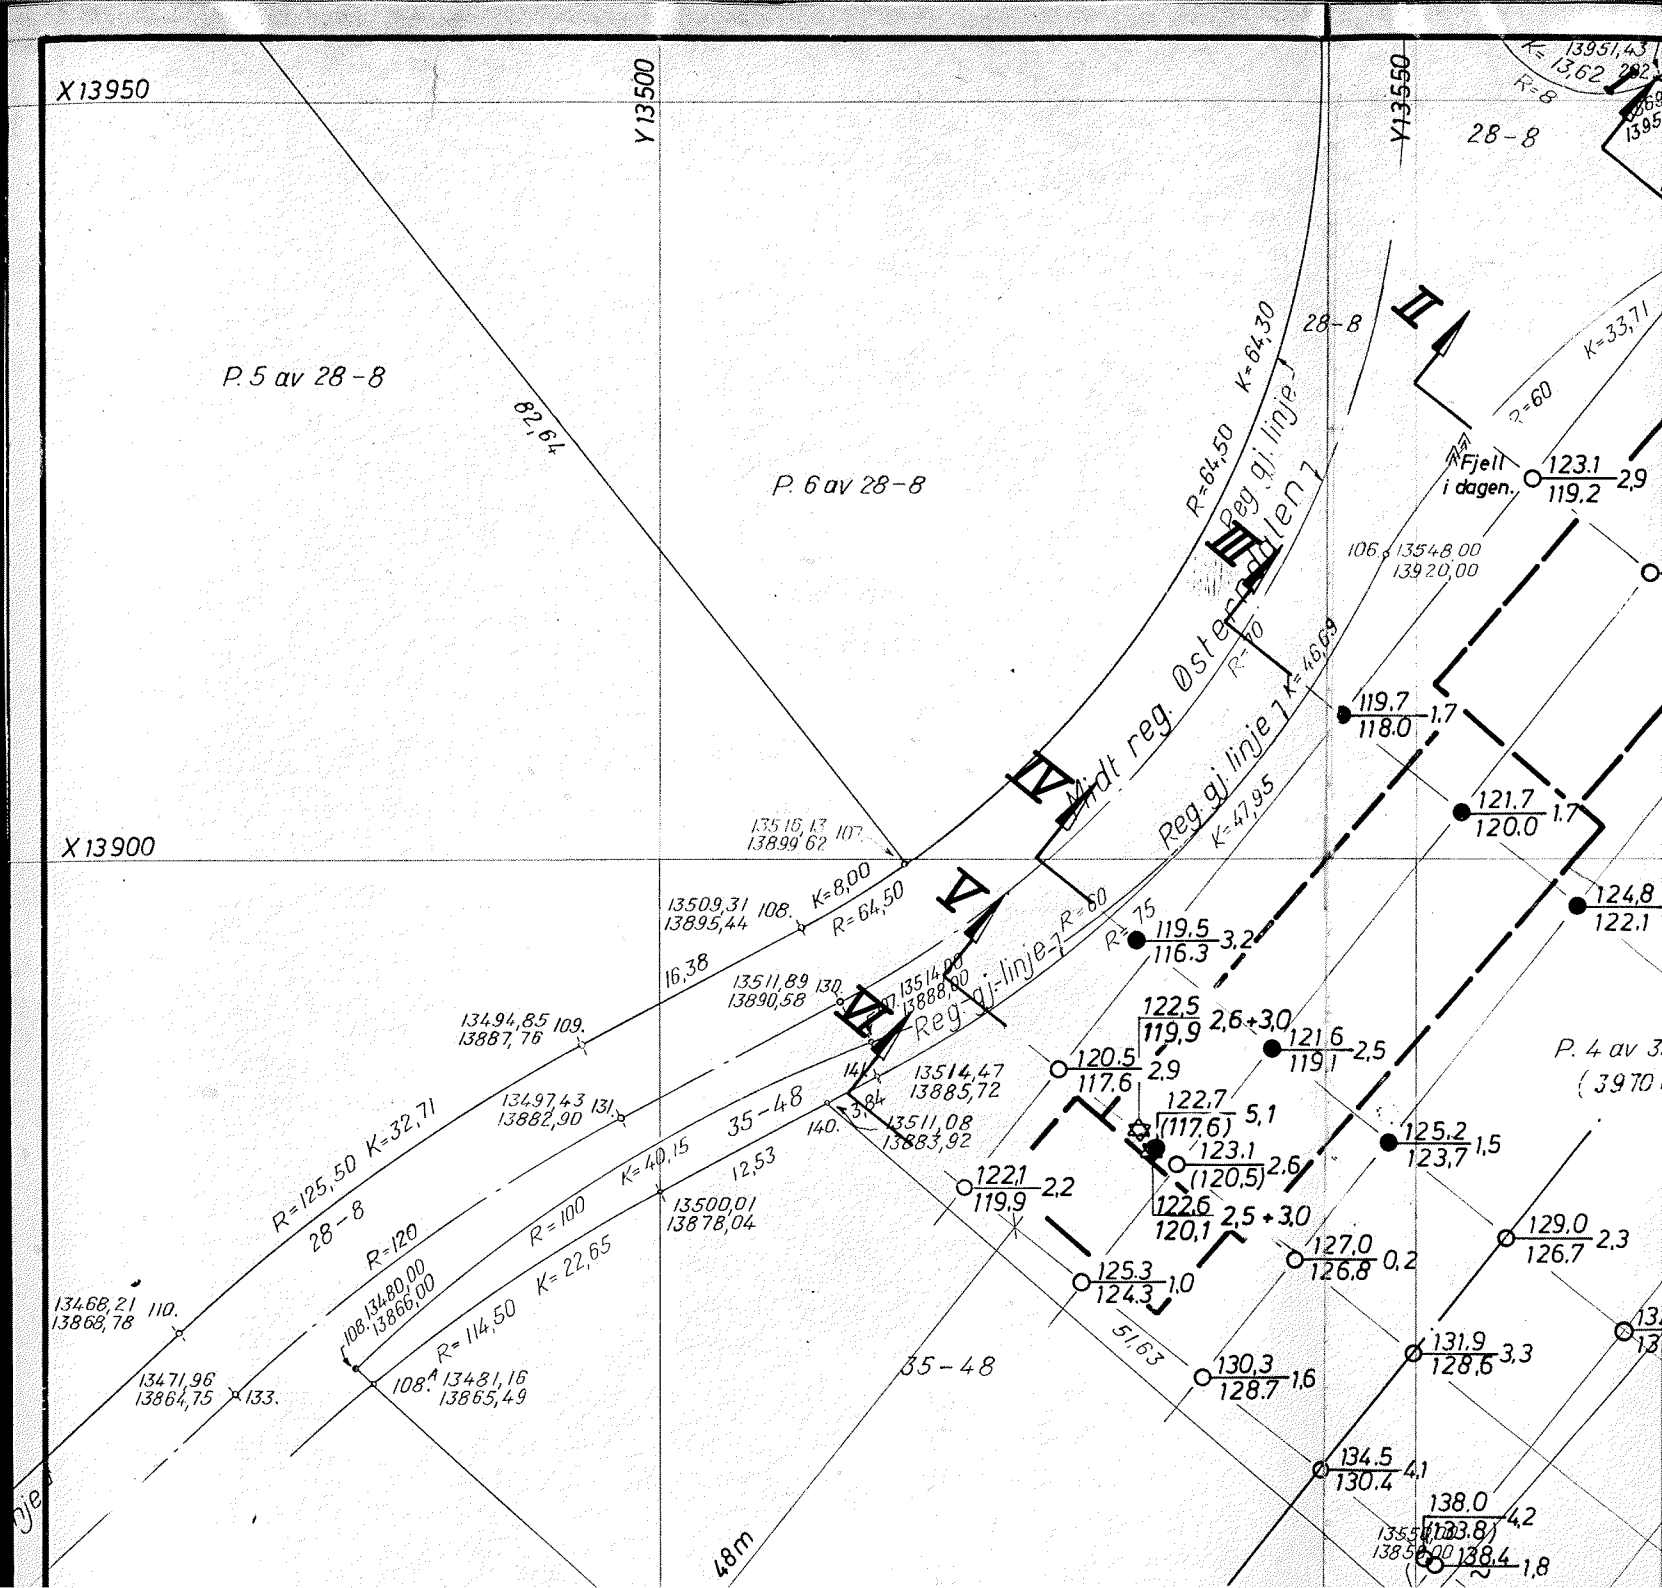 X13950
Y13500
Y13550
13951,43
K=
13,62
R=8
28-8
II
28-8
K=33,71
R=60
P. 5 av 28-8
82,64
P. 6 av 28-8
K=64,30
R=64,50
Reg. gj. linje
Fjell
i dagen.
123.1
119.2
2,9
III
106.
13548,00
13920,00
Midt reg. Østerndalen
R=70
K=46,69
119.7
118.0
1.7
IV
Reg. gj. linje
K=47,95
121.7
120.0
1.7
X13900
13516,13
13899,62
107.
K=8,00
R=64,50
V
R=60
R=75
124,8
122.1
13509,31
13895,44
108.
119.5
116.3
3,2
16,38
13511,89
13890,58
130.
13514,00
13888,00
Reg-gj-linje
VI
13494,85
13887,76
109.
122,5
119,9
2,6+3,0
121,6
119,1
2,5
P. 4 av
(3970
120.5
117.6
2,9
13514,47
13885,72
13497,43
13882,90
131.
35-48
3,84
140.
13511,08
13883,92
122.7
(117.6)
5,1
125.2
123,7
1,5
R=125,50
K=32,71
28-8
K=40,15
12,53
123.1
(120,5)
2.6
122,1
119,9
2,2
13500,01
13878,04
122,6
120,1
2,5+3,0
R=120
R=100
K=22,65
127,0
126,8
0,2
129.0
126.7
2,3
125.3
124.3
1,0
13468,21
13868,78
110.
108.
13480,00
13866,00
R=114,50
51,63
131.9
128,6
3,3
13471,96
13864,75
133.
108.A
13481,16
13865,49
35-48
130,3
128.7
1,6
134.5
130.4
4,1
48m
138.0
(133.8)
4,2
138.4
1,8